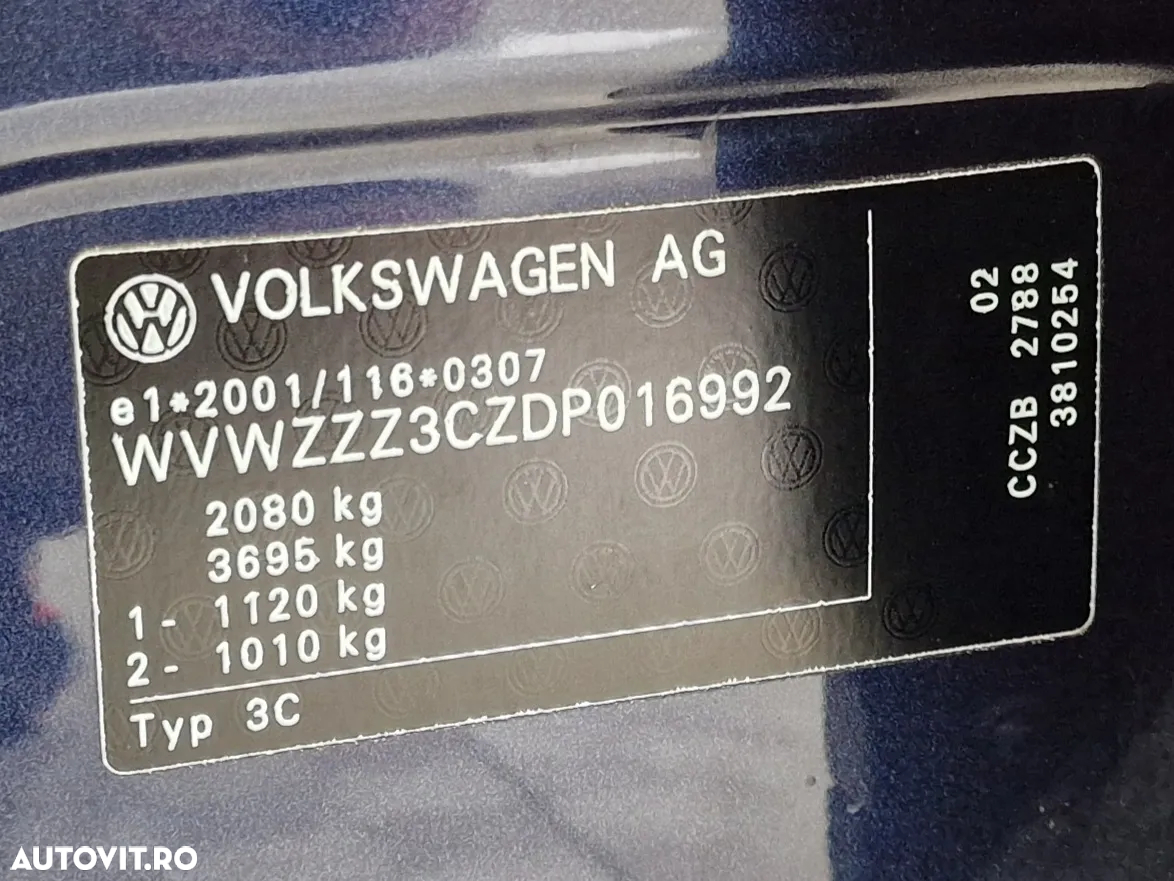 VOLKSWAGEN AG
e1*2001/116*0307
WVWZZZ3CZDP016992
2080 kg
3695 kg
1- 1120 kg
2- 1010 kg
Typ 3C
02
CCZB 2788
3810254
AUTOVIT.RO